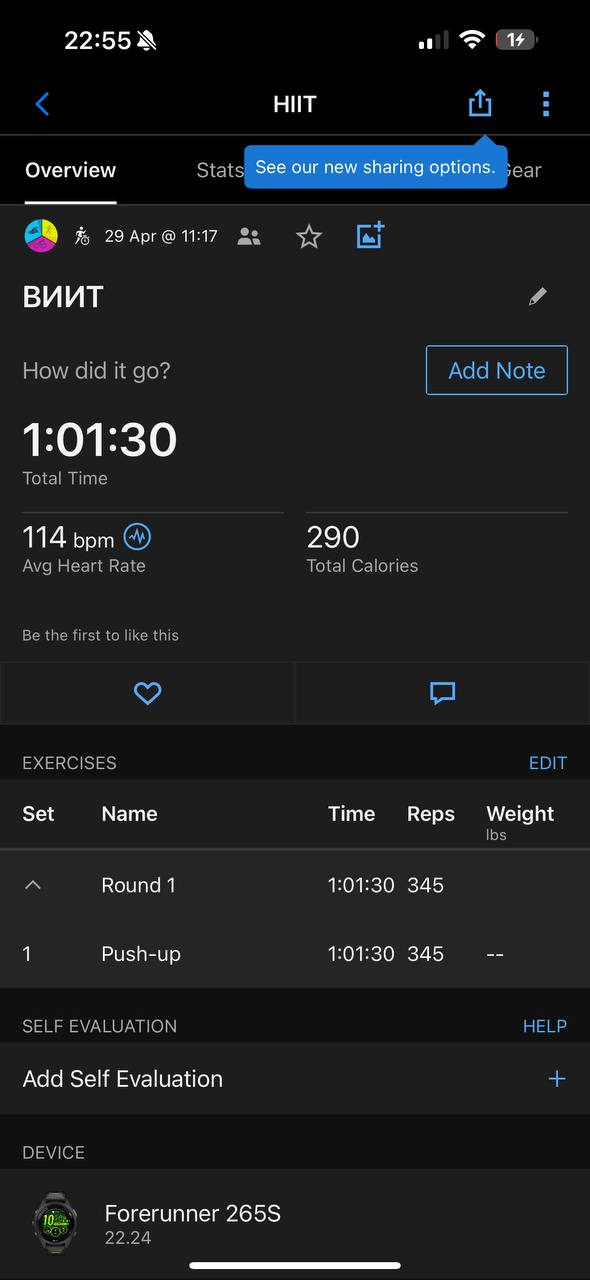 22:55
1
HIIT
Overview Stats Gear
See our new sharing options.
29 Apr @ 11:17
ВИИТ
How did it go? Add Note
1:01:30
Total Time
114 bpm 290
Avg Heart Rate Total Calories
Be the first to like this
EXERCISES EDIT
Set Name Time Reps Weight
lbs
Round 1 1:01:30 345
1 Push-up 1:01:30 345 --
SELF EVALUATION HELP
Add Self Evaluation +
DEVICE
10
Forerunner 265S
22.24